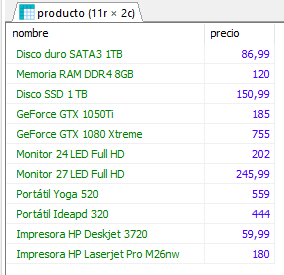 producto (11r × 2c)
nombre precio
Disco duro SATA3 1TB 86,99
Memoria RAM DDR4 8GB 120
Disco SSD 1 TB 150,99
GeForce GTX 1050Ti 185
GeForce GTX 1080 Xtreme 755
Monitor 24 LED Full HD 202
Monitor 27 LED Full HD 245,99
Portátil Yoga 520 559
Portátil Ideapd 320 444
Impresora HP Deskjet 3720 59,99
Impresora HP Laserjet Pro M26nw 180